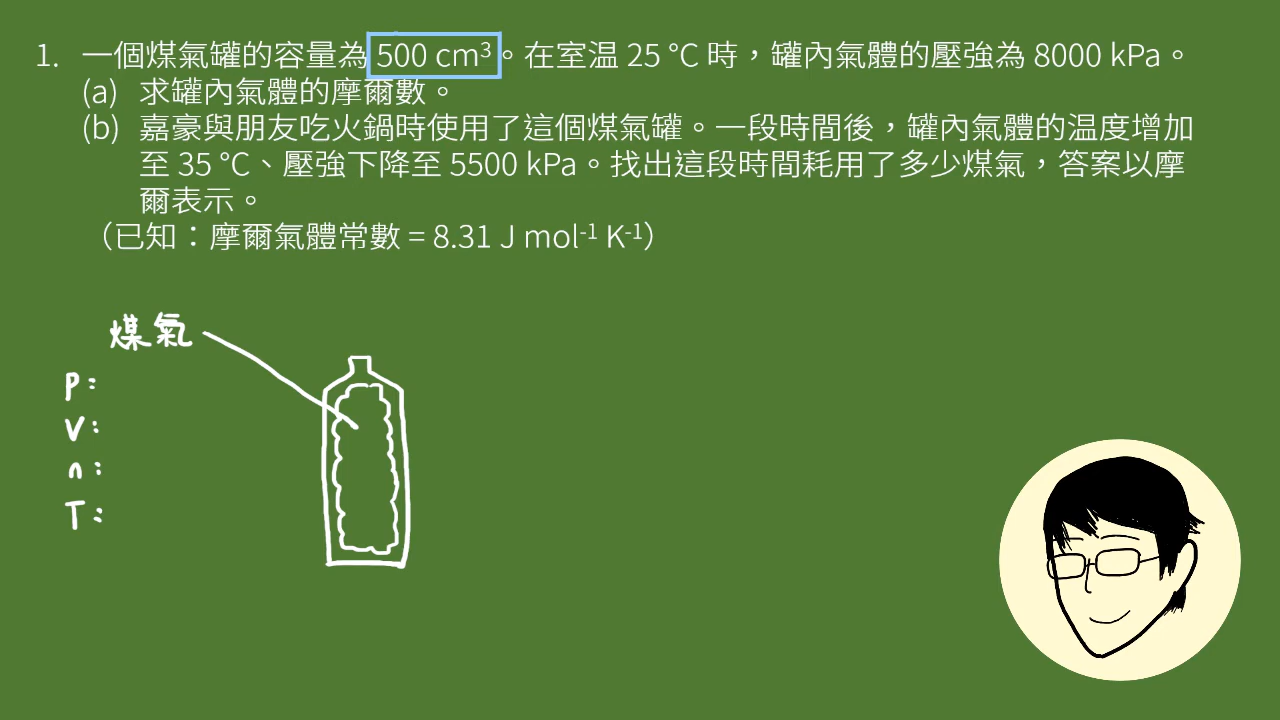 1. 一個煤氣罐的容量為 500 cm³。在室温 25 °C 時，罐內氣體的壓強為 8000 kPa。
(a) 求罐內氣體的摩爾數。
(b) 嘉豪與朋友吃火鍋時使用了這個煤氣罐。一段時間後，罐內氣體的温度增加
至 35 °C、壓強下降至 5500 kPa。找出這段時間耗用了多少煤氣，答案以摩
爾表示。
（已知：摩爾氣體常數 = 8.31 J mol⁻¹ K⁻¹）
煤氣
p:
V:
n:
T: